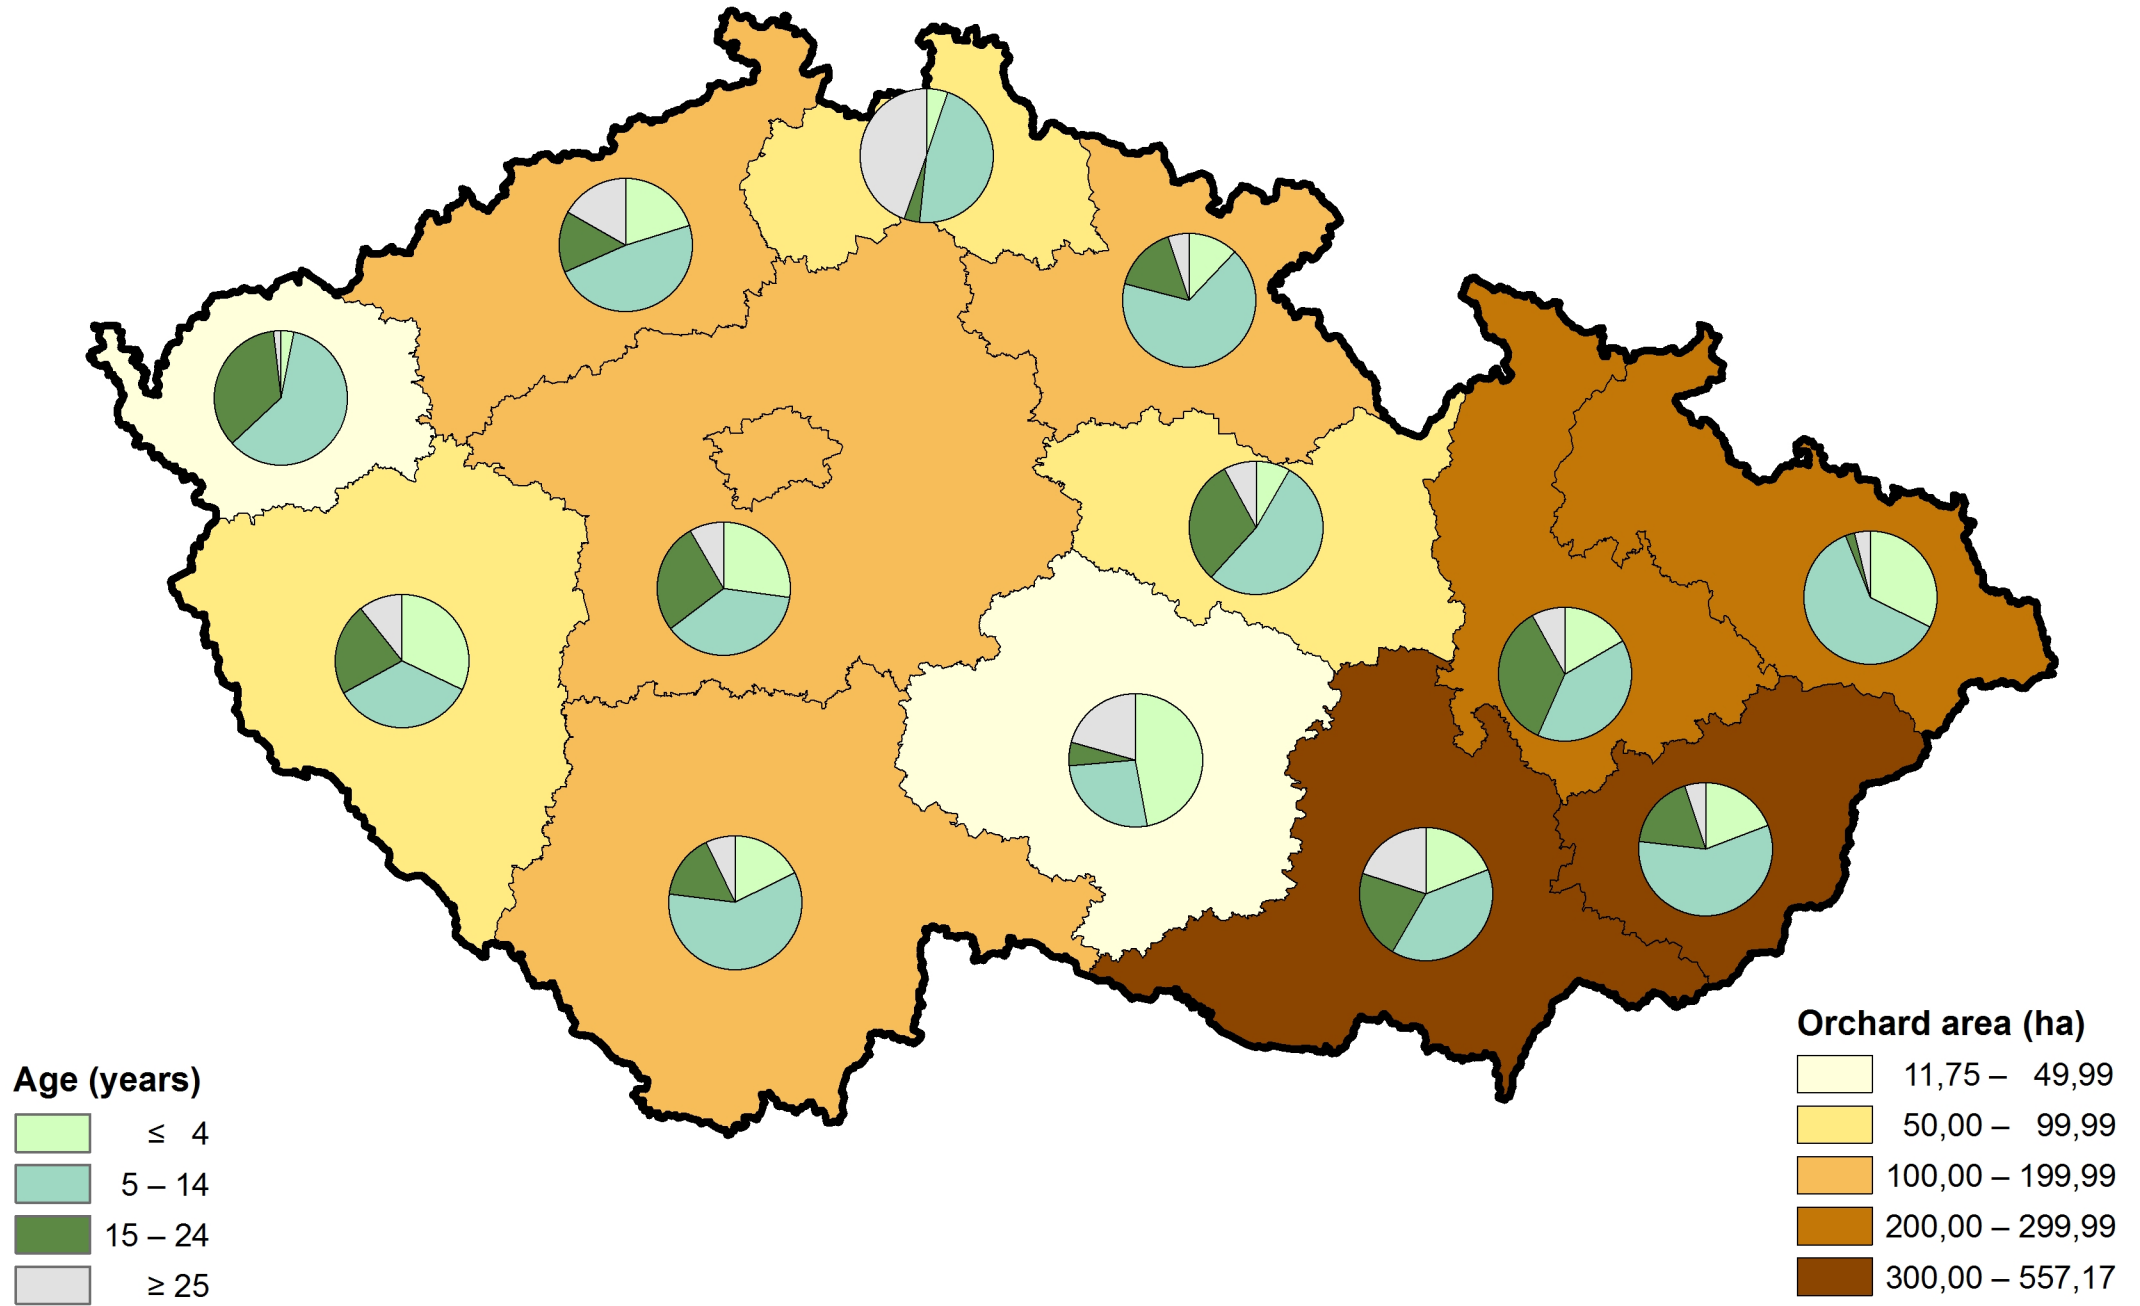 Age (years)
≤ 4
5 – 14
15 – 24
≥ 25
Orchard area (ha)
11,75 – 49,99
50,00 – 99,99
100,00 – 199,99
200,00 – 299,99
300,00 – 557,17